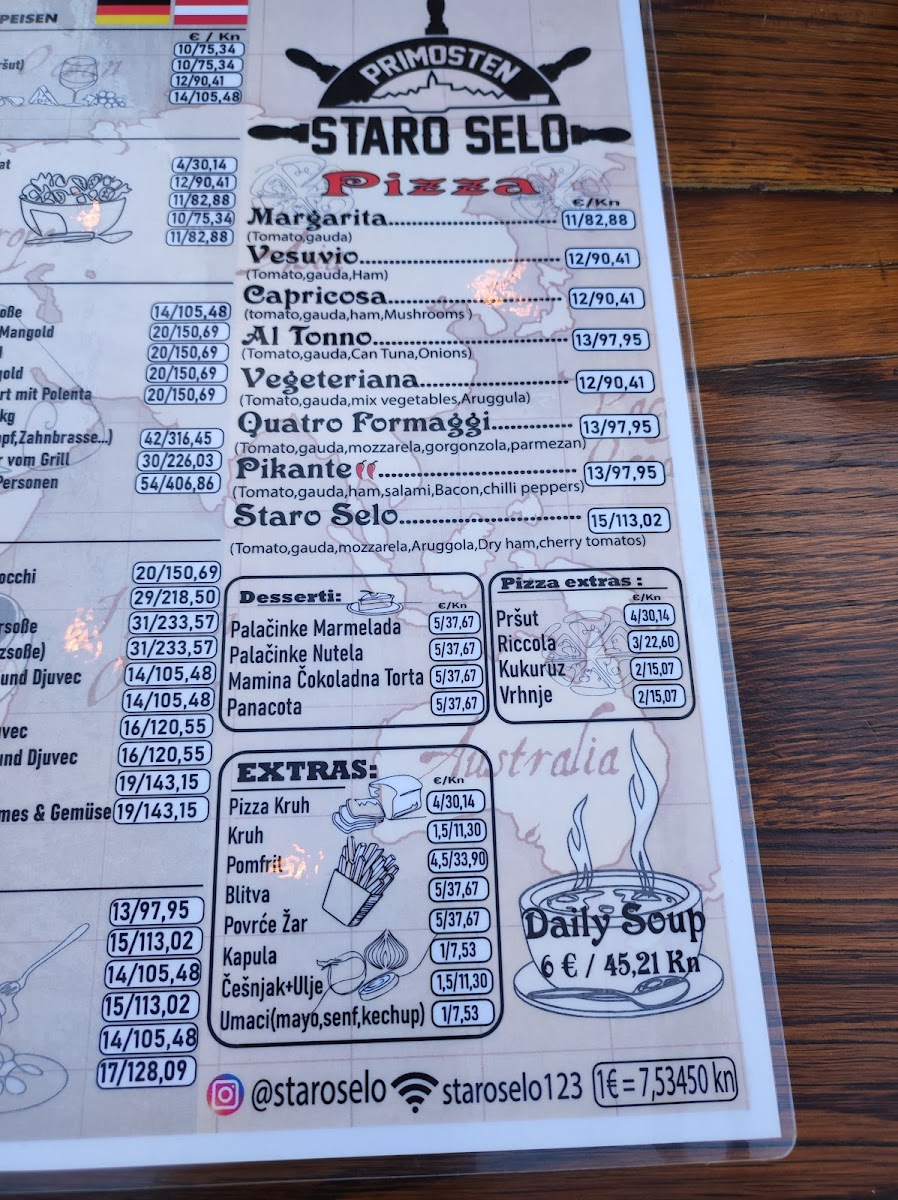 PEISEN
€ / Kn
10/75,34
ršut)
10/75,34
12/90,41
14/105,48
at
4/30,14
12/90,41
11/82,88
10/75,34
11/82,88
oße
14/105,48
Mangold
20/150,69
20/150,69
gold
20/150,69
rt mit Polenta
20/150,69
kg
pf,Zahnbrasse...)
42/316,45
r vom Grill
30/226,03
Personen
54/406,86
occhi
20/150,69
29/218,50
rsoße
31/233,57
zsoße)
31/233,57
und Djuvec
14/105,48
14/105,48
vec
16/120,55
und Djuvec
16/120,55
19/143,15
mes & Gemüse
19/143,15
13/97,95
15/113,02
14/105,48
15/113,02
14/105,48
17/128,09
PRIMOSTEN
STARO SELO
Pizza
€/Kn
Margarita 11/82,88
(Tomato,gauda)
Vesuvio 12/90,41
(Tomato,gauda,Ham)
Capricosa 12/90,41
(tomato,gauda,ham,Mushrooms )
Al Tonno 13/97,95
(Tomato,gauda,Can Tuna,Onions)
Vegeteriana 12/90,41
(Tomato,gauda,mix vegetables,Aruggula)
Quatro Formaggi 13/97,95
(Tomato,gauda,mozzarela,gorgonzola,parmezan)
Pikante 13/97,95
(Tomato,gauda,ham,salami,Bacon,chilli peppers)
Staro Selo 15/113,02
(Tomato,gauda,mozzarela,Aruggola,Dry ham,cherry tomatos)
Desserti:
€/Kn
Palačinke Marmelada 5/37,67
Palačinke Nutela 5/37,67
Mamina Čokoladna Torta 5/37,67
Panacota 5/37,67
Pizza extras :
€/Kn
Pršut 4/30,14
Riccola 3/22,60
Kukuruz 2/15,07
Vrhnje 2/15,07
Australia
EXTRAS:
€/Kn
Pizza Kruh 4/30,14
Kruh 1,5/11,30
Pomfrit 4,5/33,90
Blitva 5/37,67
Povrće Žar 5/37,67
Kapula 1/7,53
Češnjak+Ulje 1,5/11,30
Umaci(mayo,senf,kechup) 1/7,53
Daily Soup
6 € / 45,21 Kn
@staroselo staroselo123 1€ = 7,53450 kn